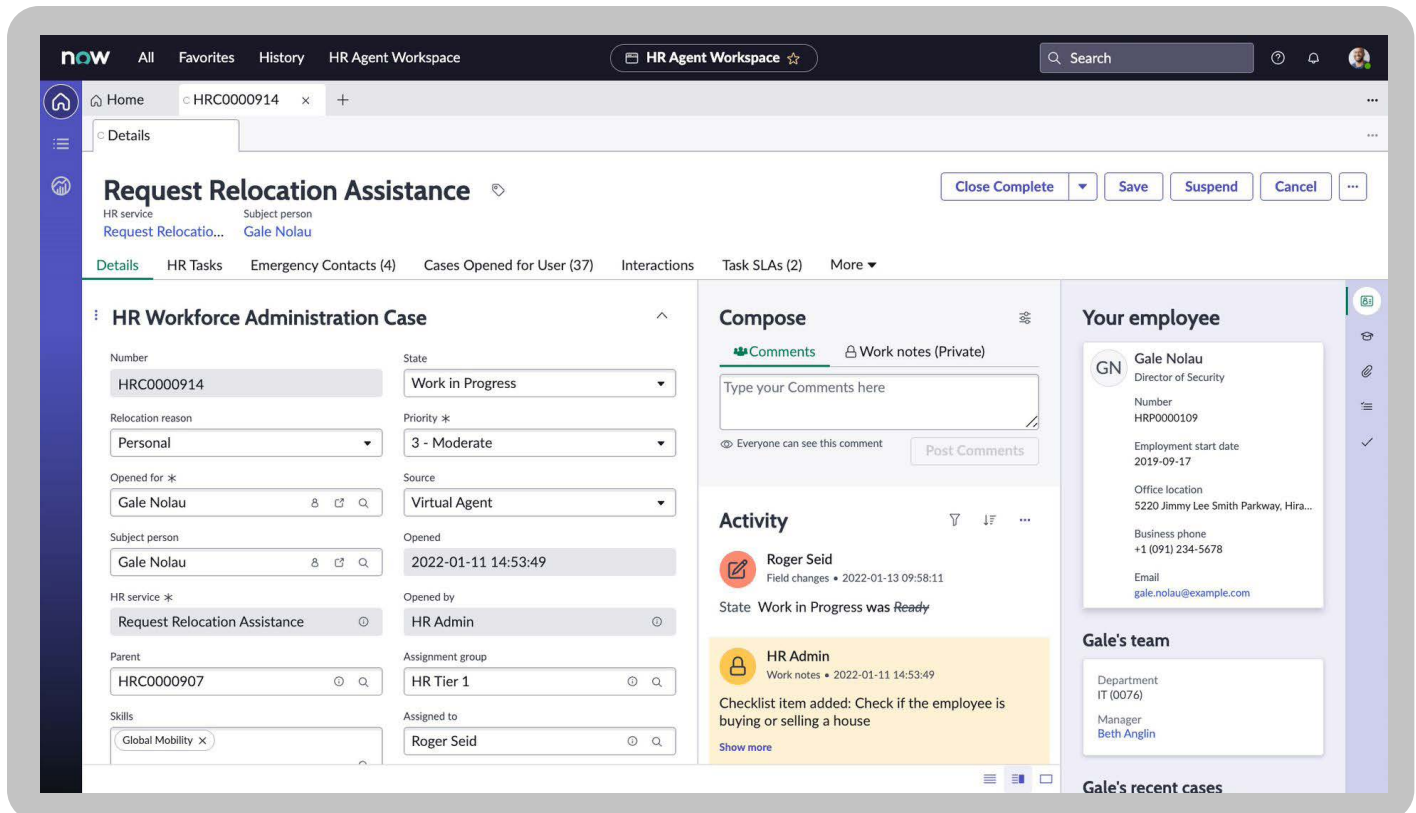 now All Favorites History HR Agent Workspace HR Agent Workspace Search
Home HRC0000914
Details
Request Relocation Assistance
Close Complete Save Suspend Cancel
HR service Subject person
Request Relocatio... Gale Nolau
Details HR Tasks Emergency Contacts (4) Cases Opened for User (37) Interactions Task SLAs (2) More
HR Workforce Administration Case
Number State
HRC0000914 Work in Progress
Relocation reason Priority *
Personal 3 - Moderate
Opened for * Source
Gale Nolau Virtual Agent
Subject person Opened
Gale Nolau 2022-01-11 14:53:49
HR service * Opened by
Request Relocation Assistance HR Admin
Parent Assignment group
HRC0000907 HR Tier 1
Skills Assigned to
Global Mobility Roger Seid
Compose
Comments Work notes (Private)
Type your Comments here
Everyone can see this comment Post Comments
Activity
Roger Seid
Field changes • 2022-01-13 09:58:11
State Work in Progress was Ready
HR Admin
Work notes • 2022-01-11 14:53:49
Checklist item added: Check if the employee is
buying or selling a house
Show more
Your employee
GN
Gale Nolau
Director of Security
Number
HRP0000109
Employment start date
2019-09-17
Office location
5220 Jimmy Lee Smith Parkway, Hira...
Business phone
+1 (091) 234-5678
Email
gale.nolau@example.com
Gale's team
Department
IT (0076)
Manager
Beth Anglin
Gale's recent cases